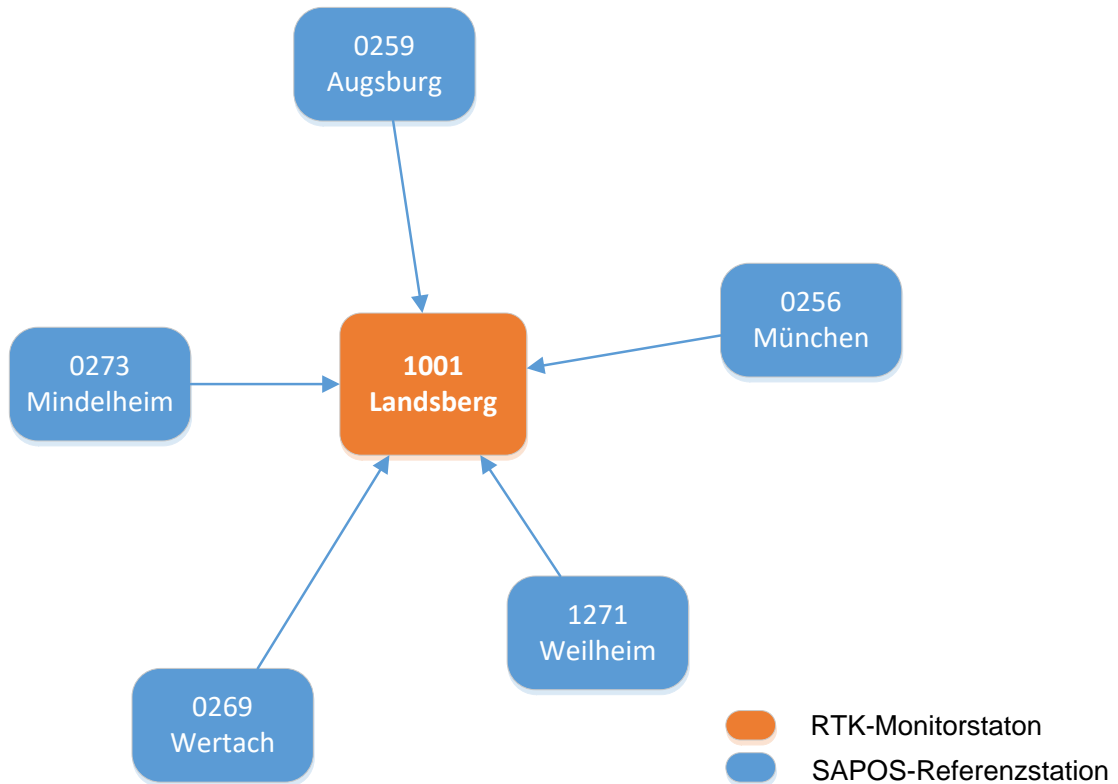 0259
Augsburg
0256
München
0273
Mindelheim
1001
Landsberg
1271
Weilheim
0269
Wertach
RTK-Monitorstaton
SAPOS-Referenzstation